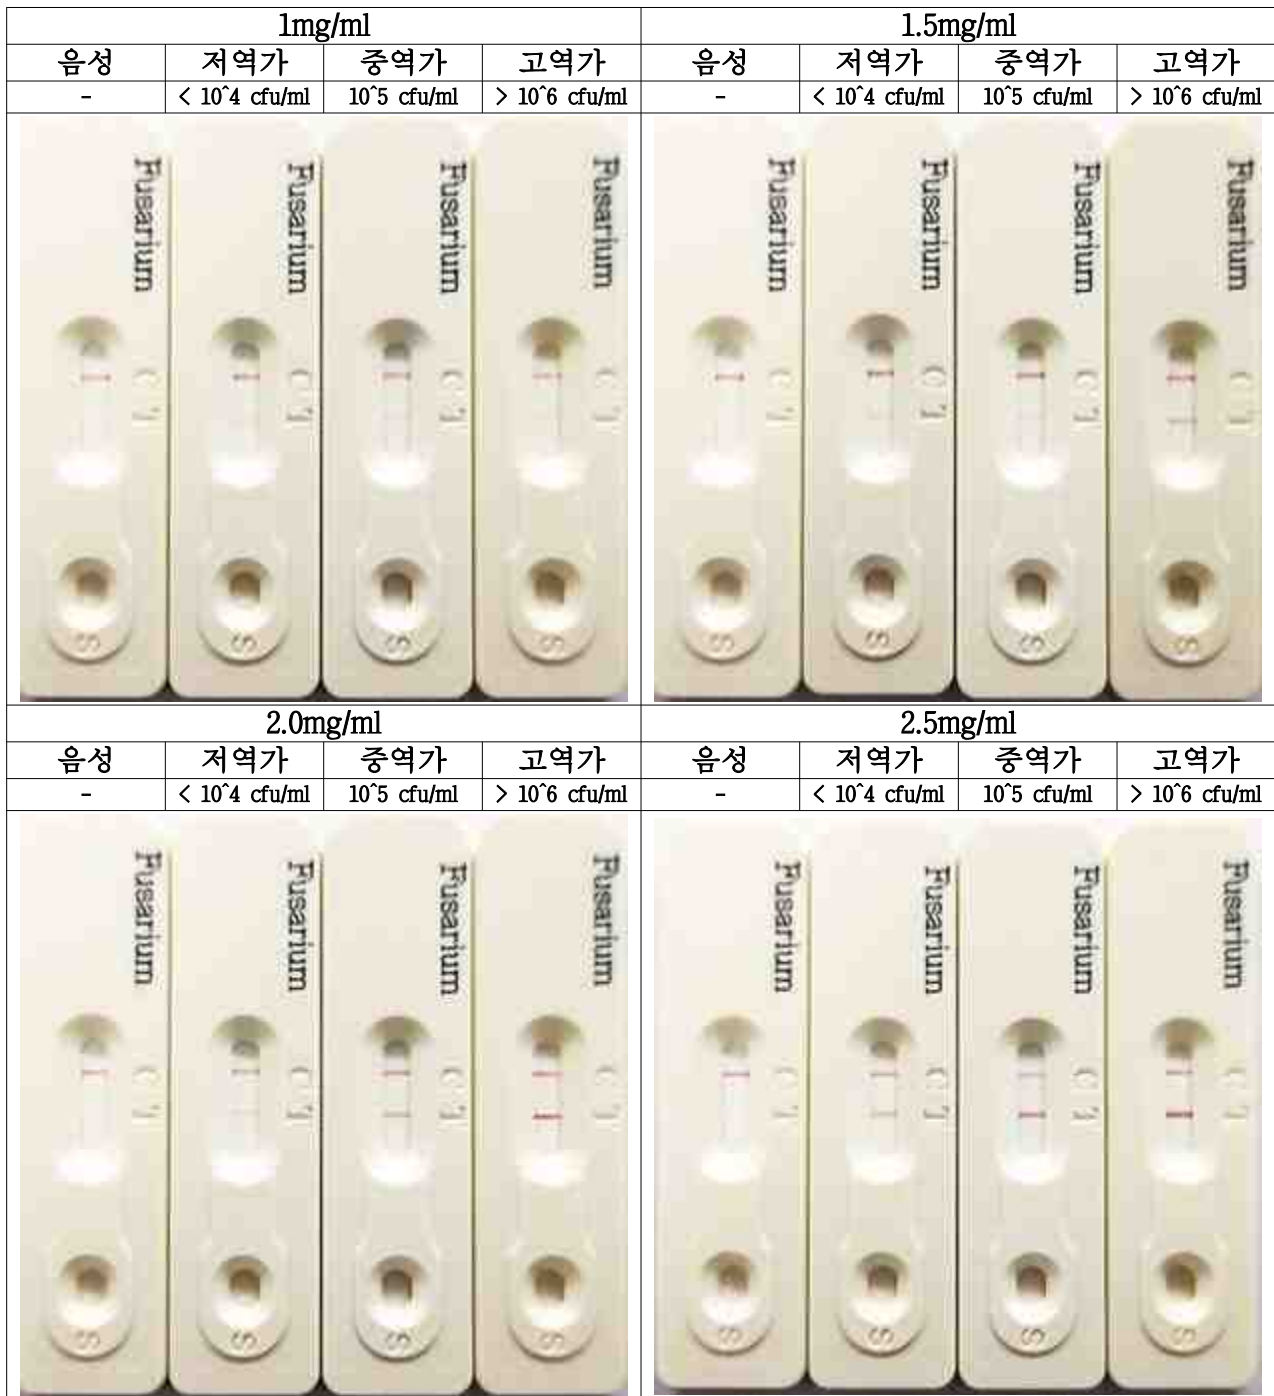 1mg/ml 1.5mg/ml
음성 저역가 중역가 고역가 음성 저역가 중역가 고역가
- < 10^4 cfu/ml 10^5 cfu/ml > 10^6 cfu/ml - < 10^4 cfu/ml 10^5 cfu/ml > 10^6 cfu/ml
Fusarium Fusarium Fusarium Fusarium Fusarium Fusarium Fusarium Fusarium
C T C T C T C T C T C T C T C T
S S S S S S S S
2.0mg/ml 2.5mg/ml
음성 저역가 중역가 고역가 음성 저역가 중역가 고역가
- < 10^4 cfu/ml 10^5 cfu/ml > 10^6 cfu/ml - < 10^4 cfu/ml 10^5 cfu/ml > 10^6 cfu/ml
Fusarium Fusarium Fusarium Fusarium Fusarium Fusarium Fusarium Fusarium
C T C T C T C T C T C T C T C T
S S S S S S S S